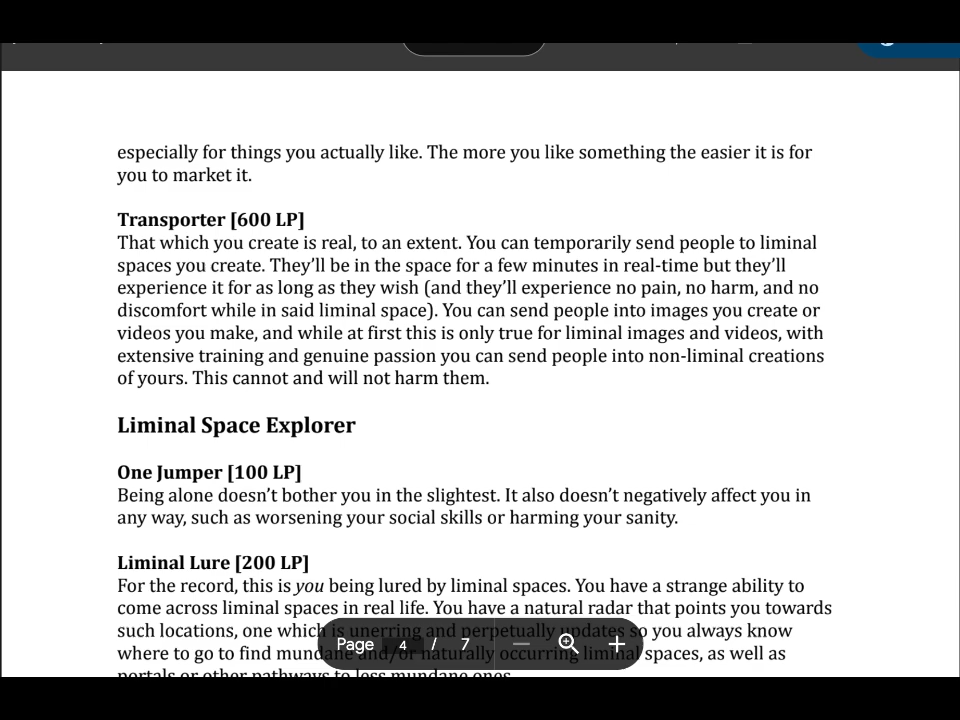 especially for things you actually like. The more you like something the easier it is for
you to market it.
Transporter [600 LP]
That which you create is real, to an extent. You can temporarily send people to liminal
spaces you create. They’ll be in the space for a few minutes in real-time but they’ll
experience it for as long as they wish (and they’ll experience no pain, no harm, and no
discomfort while in said liminal space). You can send people into images you create or
videos you make, and while at first this is only true for liminal images and videos, with
extensive training and genuine passion you can send people into non-liminal creations
of yours. This cannot and will not harm them.
Liminal Space Explorer
One Jumper [100 LP]
Being alone doesn’t bother you in the slightest. It also doesn’t negatively affect you in
any way, such as worsening your social skills or harming your sanity.
Liminal Lure [200 LP]
For the record, this is you being lured by liminal spaces. You have a strange ability to
come across liminal spaces in real life. You have a natural radar that points you towards
such locations, one which is unerring and perpetually updates so you always know
where to go to find mundane and/or naturally occurring liminal spaces, as well as
portals or other pathways to less mundane ones.
Page 4 / 7